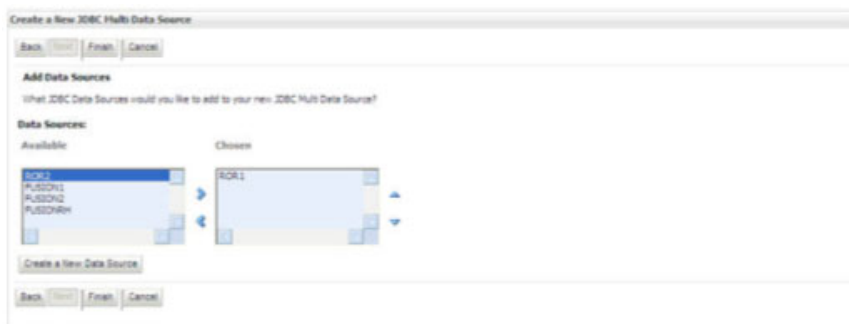 Create a New JDBC Multi Data Source
Back Next Finish Cancel
Add Data Sources
What JDBC Data Sources would you like to add to your new JDBC Multi Data Source?
Data Sources:
Available Chosen
ROR2 ROR1
FUSION1
FUSION2
FUSIONRH
Create a New Data Source
Back Next Finish Cancel